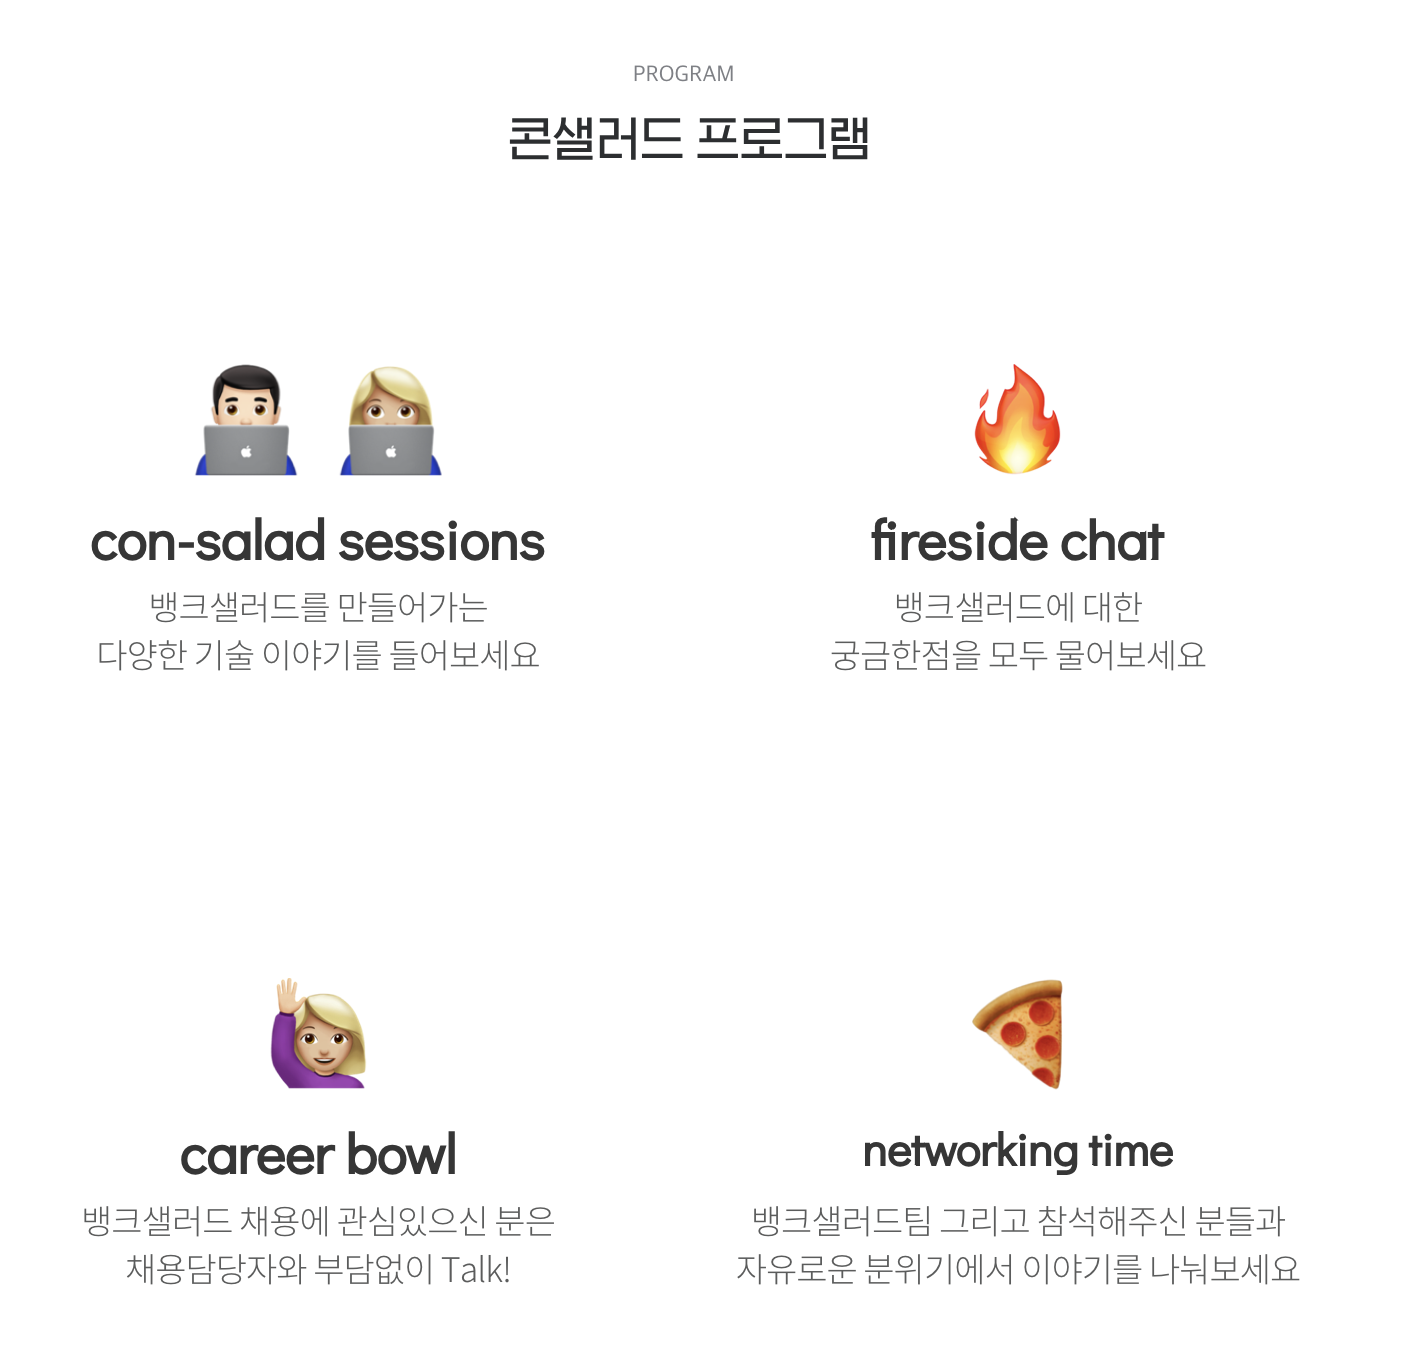 PROGRAM
콘샐러드 프로그램
con-salad sessions
뱅크샐러드를 만들어가는
다양한 기술 이야기를 들어보세요
fireside chat
뱅크샐러드에 대한
궁금한점을 모두 물어보세요
career bowl
뱅크샐러드 채용에 관심있으신 분은
채용담당자와 부담없이 Talk!
networking time
뱅크샐러드팀 그리고 참석해주신 분들과
자유로운 분위기에서 이야기를 나눠보세요